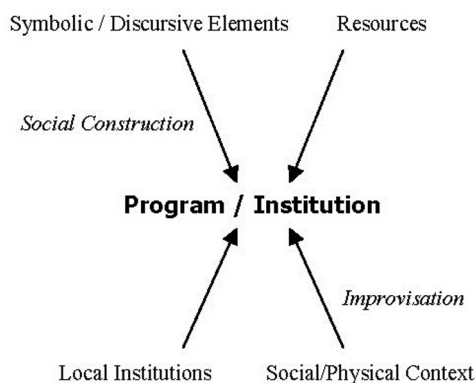 Symbolic / Discursive Elements
Resources
Social Construction
Program / Institution
Improvisation
Local Institutions
Social/Physical Context